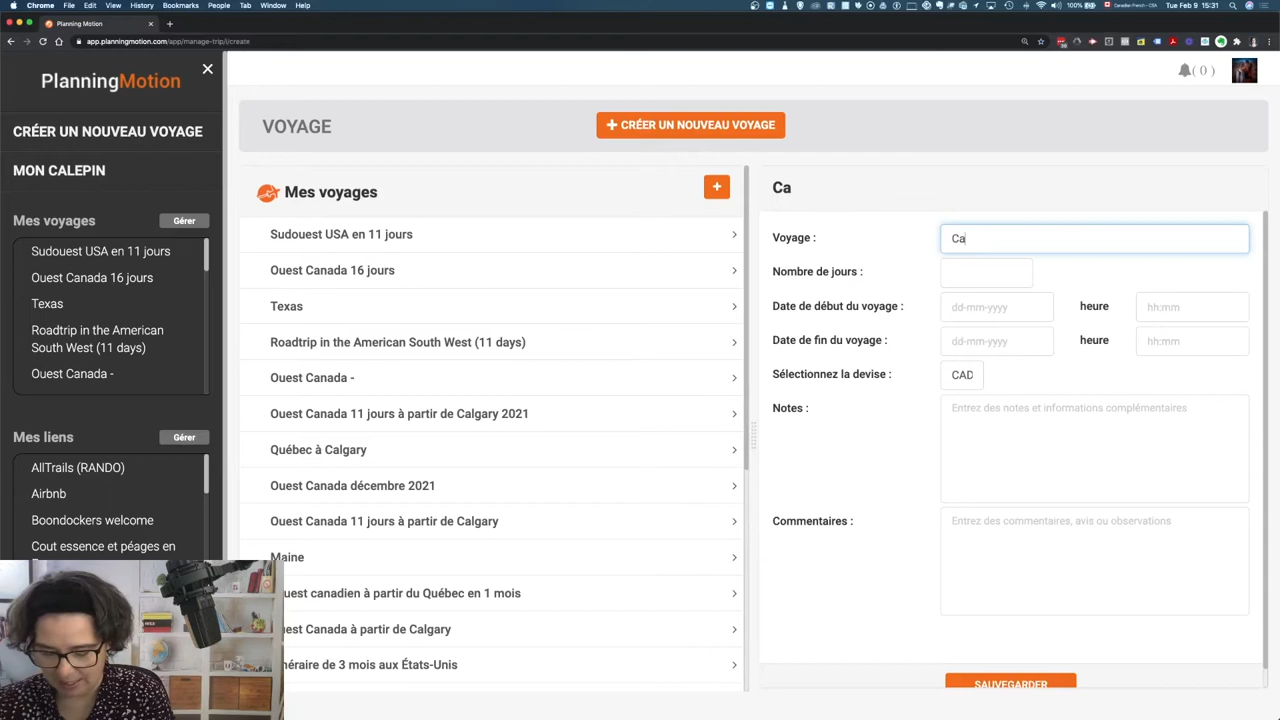 Chrome File Edit View History Bookmarks People Tab Window Help
100% Canadian French - CSA Tue Feb 9 15:31
Planning Motion
app.planningmotion.com/app/manage-trip/i/create
PlanningMotion
CRÉER UN NOUVEAU VOYAGE
MON CALEPIN
Mes voyages Gérer
Sudouest USA en 11 jours
Ouest Canada 16 jours
Texas
Roadtrip in the American
South West (11 days)
Ouest Canada -
Mes liens Gérer
AllTrails (RANDO)
Airbnb
Boondockers welcome
Cout essence et péages en
( 0 )
VOYAGE
+ CRÉER UN NOUVEAU VOYAGE
Mes voyages
+
Sudouest USA en 11 jours
Ouest Canada 16 jours
Texas
Roadtrip in the American South West (11 days)
Ouest Canada -
Ouest Canada 11 jours à partir de Calgary 2021
Québec à Calgary
Ouest Canada décembre 2021
Ouest Canada 11 jours à partir de Calgary
Maine
uest canadien à partir du Québec en 1 mois
uest Canada à partir de Calgary
néraire de 3 mois aux États-Unis
Ca
Voyage : Ca
Nombre de jours :
Date de début du voyage : dd-mm-yyyy heure hh:mm
Date de fin du voyage : dd-mm-yyyy heure hh:mm
Sélectionnez la devise : CAD
Notes : Entrez des notes et informations complémentaires
Commentaires : Entrez des commentaires, avis ou observations
SAUVEGARDER